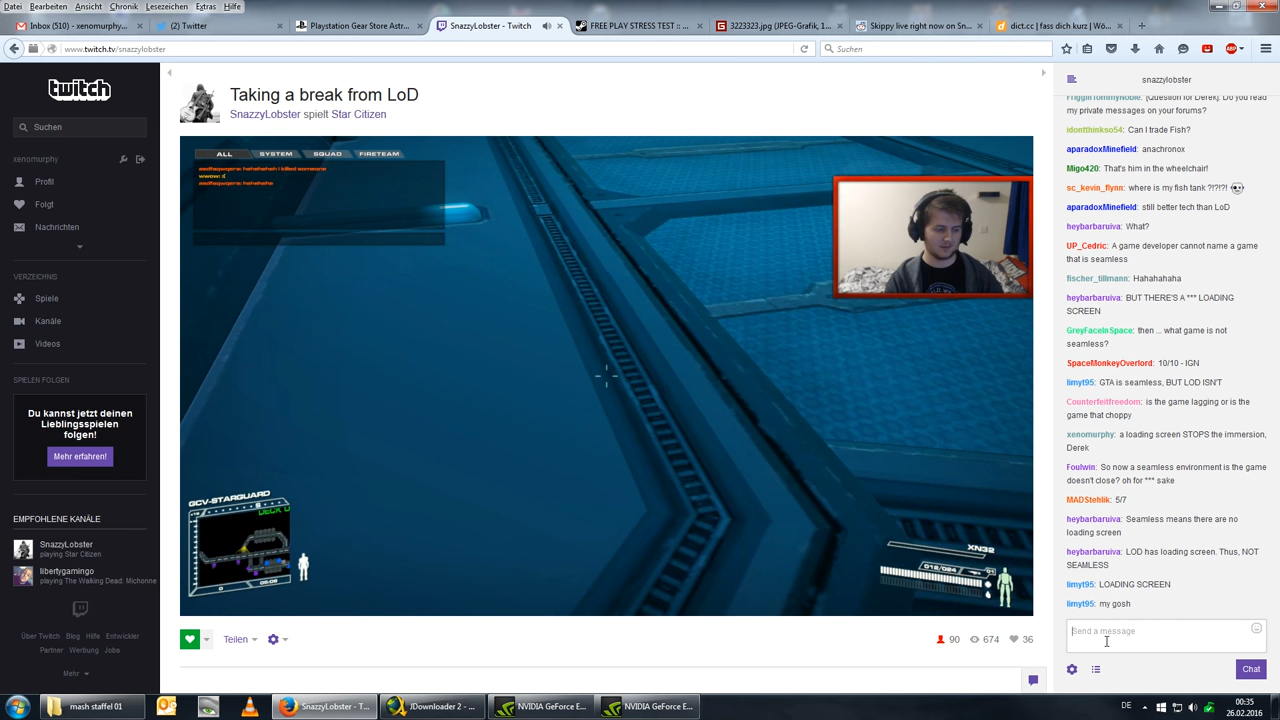 Datei Bearbeiten Ansicht Chronik Lesezeichen Extras Hilfe
Inbox (510) - xenomurphy...
(2) Twitter
Playstation Gear Store Astr...
SnazzyLobster - Twitch
FREE PLAY STRESS TEST :: ...
3223323.jpg (JPEG-Grafik, 1...
Skippy live right now on Sn...
dict.cc | fass dich kurz | Wö...
www.twitch.tv/snazzylobster
Suchen
twitch
Suchen
xenomurphy
Profil
Folgt
Nachrichten
VERZEICHNIS
Spiele
Kanäle
Videos
SPIELEN FOLGEN
Du kannst jetzt deinen
Lieblingsspielen
folgen!
Mehr erfahren!
EMPFOHLENE KANÄLE
SnazzyLobster
playing Star Citizen
libertygamingo
playing The Walking Dead: Michonne
Über Twitch Blog Hilfe Entwickler
Partner Werbung Jobs
Mehr
Taking a break from LoD
SnazzyLobster spielt Star Citizen
ALL SYSTEM SQUAD FIRETEAM
GCV-STARGUARD
XN32
Teilen
90 674 36
snazzylobster
FrigginTommyNoble: [Question for Derek]: Do you read
my private messages on your forums?
idontthinkso54: Can I trade Fish?
aparadoxMinefield: anachronox
Migo420: That's him in the wheelchair!
sc_kevin_flynn: where is my fish tank ?!?!?!
aparadoxMinefield: still better tech than LoD
heybarbaruiva: What?
UP_Cedric: A game developer cannot name a game
that is seamless
fischer_tillmann: Hahahahaha
heybarbaruiva: BUT THERE'S A *** LOADING
SCREEN
GreyFaceInSpace: then ... what game is not
seamless?
SpaceMonkeyOverlord: 10/10 - IGN
limyt95: GTA is seamless, BUT LOD ISN'T
Counterfeitfreedom: is the game lagging or is the
game that choppy
xenomurphy: a loading screen STOPS the immersion,
Derek
Foulwin: So now a seamless environment is the game
doesn't close? oh for *** sake
MADStehlik: 5/7
heybarbaruiva: Seamless means there are no
loading screen
heybarbaruiva: LOD has loading screen. Thus, NOT
SEAMLESS
limyt95: LOADING SCREEN
limyt95: my gosh
Send a message
Chat
mash staffel 01
SnazzyLobster - T...
JDownloader 2 - ...
NVIDIA GeForce E...
NVIDIA GeForce E...
DE
00:35
26.02.2016